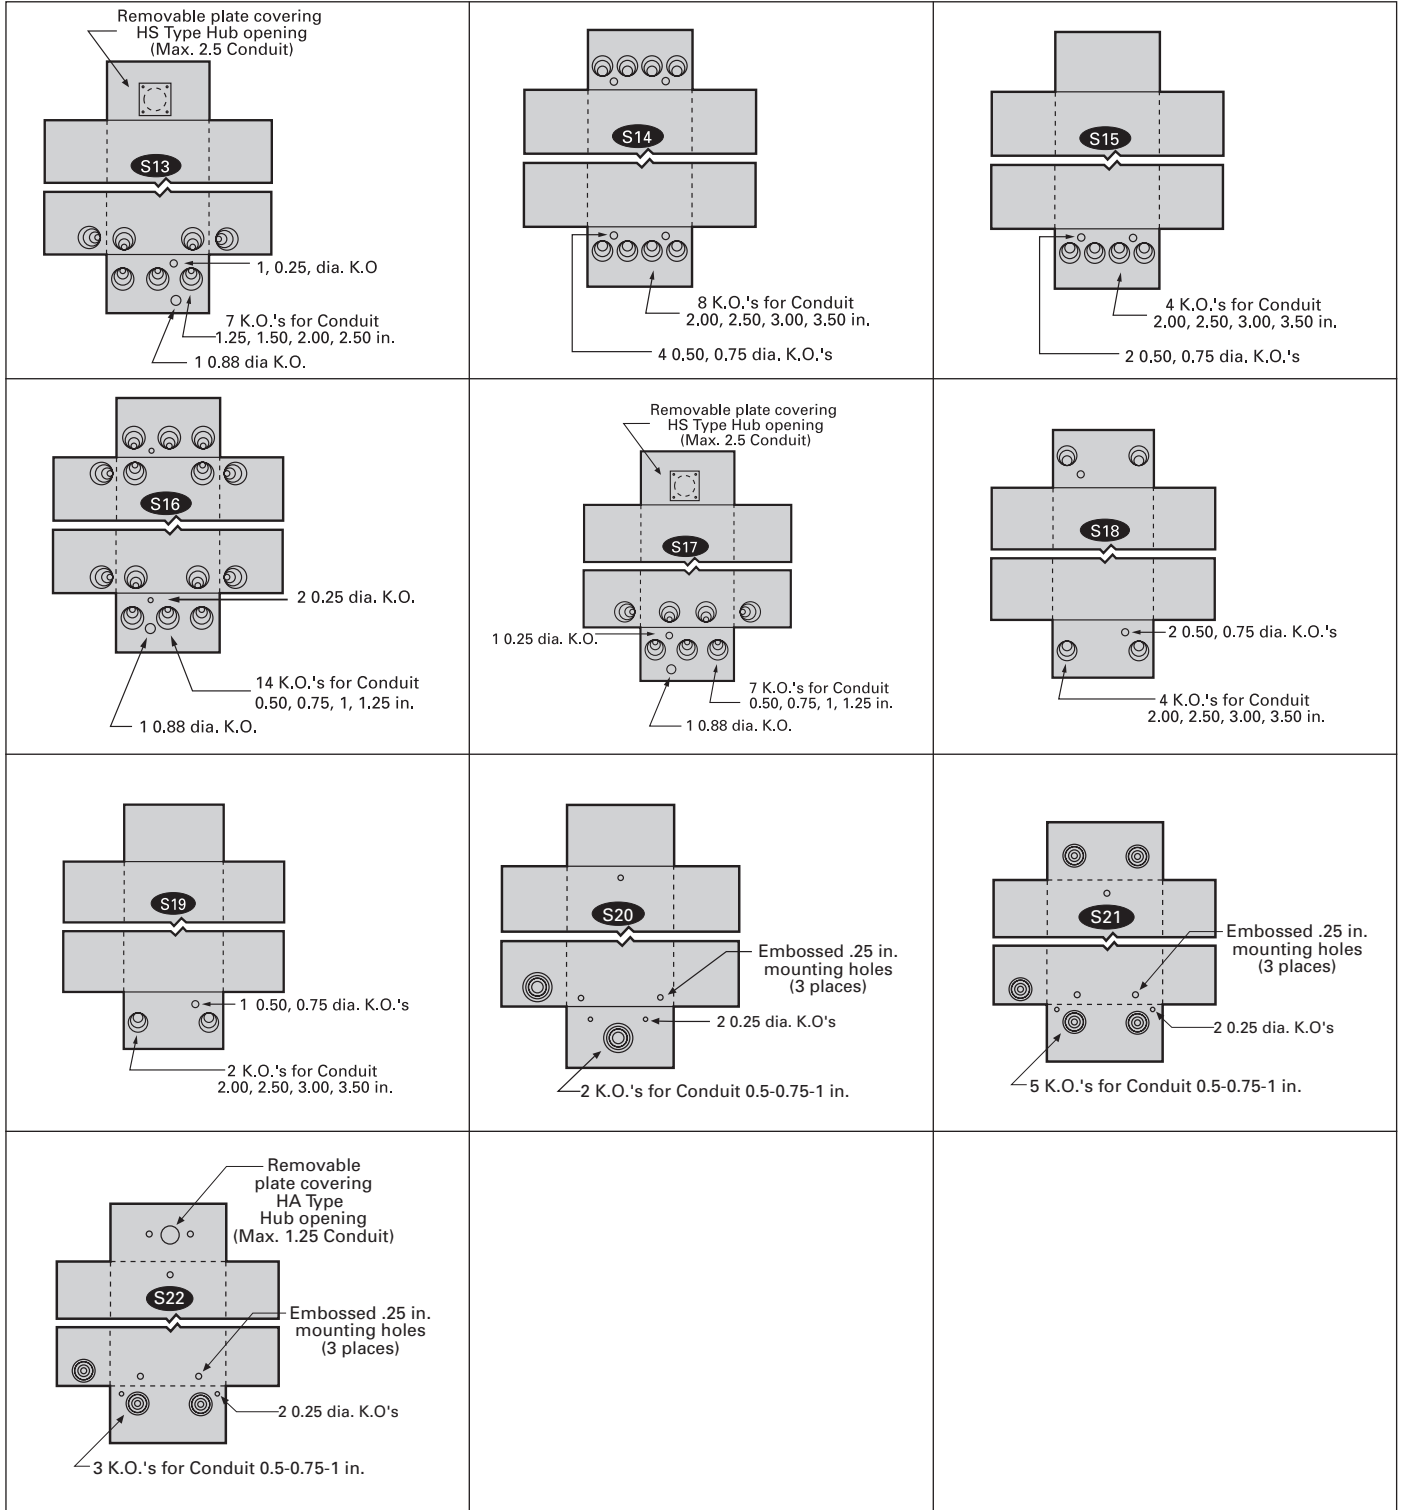 Removable plate covering
HS Type Hub opening
(Max. 2.5 Conduit)
S13
1, 0.25, dia. K.O
7 K.O.'s for Conduit
1.25, 1.50, 2.00, 2.50 in.
1 0.88 dia K.O.
S14
8 K.O.'s for Conduit
2.00, 2.50, 3.00, 3.50 in.
4 0.50, 0.75 dia. K.O.'s
S15
4 K.O.'s for Conduit
2.00, 2.50, 3.00, 3.50 in.
2 0.50, 0.75 dia. K.O.'s
S16
2 0.25 dia. K.O.
14 K.O.'s for Conduit
0.50, 0.75, 1, 1.25 in.
1 0.88 dia. K.O.
Removable plate covering
HS Type Hub opening
(Max. 2.5 Conduit)
S17
1 0.25 dia. K.O.
7 K.O.'s for Conduit
0.50, 0.75, 1, 1.25 in.
1 0.88 dia. K.O.
S18
2 0.50, 0.75 dia. K.O.'s
4 K.O.'s for Conduit
2.00, 2.50, 3.00, 3.50 in.
S19
1 0.50, 0.75 dia. K.O.'s
2 K.O.'s for Conduit
2.00, 2.50, 3.00, 3.50 in.
S20
Embossed .25 in.
mounting holes
(3 places)
2 0.25 dia. K.O's
2 K.O.'s for Conduit 0.5-0.75-1 in.
S21
Embossed .25 in.
mounting holes
(3 places)
2 0.25 dia. K.O's
5 K.O.'s for Conduit 0.5-0.75-1 in.
Removable
plate covering
HA Type
Hub opening
(Max. 1.25 Conduit)
S22
Embossed .25 in.
mounting holes
(3 places)
2 0.25 dia. K.O's
3 K.O.'s for Conduit 0.5-0.75-1 in.